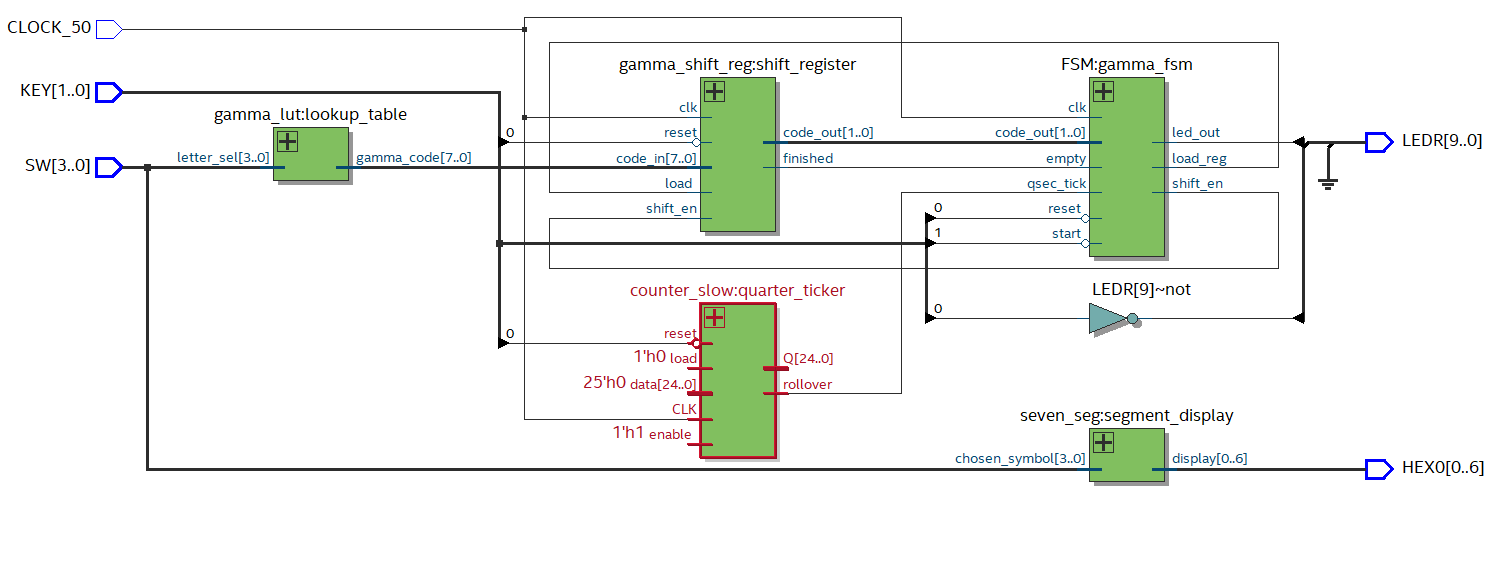 CLOCK_50
KEY[1..0]
SW[3..0]
gamma_lut:lookup_table
letter_sel[3..0]
gamma_code[7..0]
gamma_shift_reg:shift_register
clk
0
reset
code_in[7..0]
load
shift_en
code_out[1..0]
finished
FSM:gamma_fsm
clk
code_out[1..0]
empty
qsec_tick
0
reset
1
start
led_out
load_reg
shift_en
LEDR[9..0]
counter_slow:quarter_ticker
0
reset
1'h0 load
25'h0 data[24..0]
CLK
1'h1 enable
Q[24..0]
rollover
LEDR[9]~not
0
seven_seg:segment_display
chosen_symbol[3..0]
display[0..6]
HEX0[0..6]